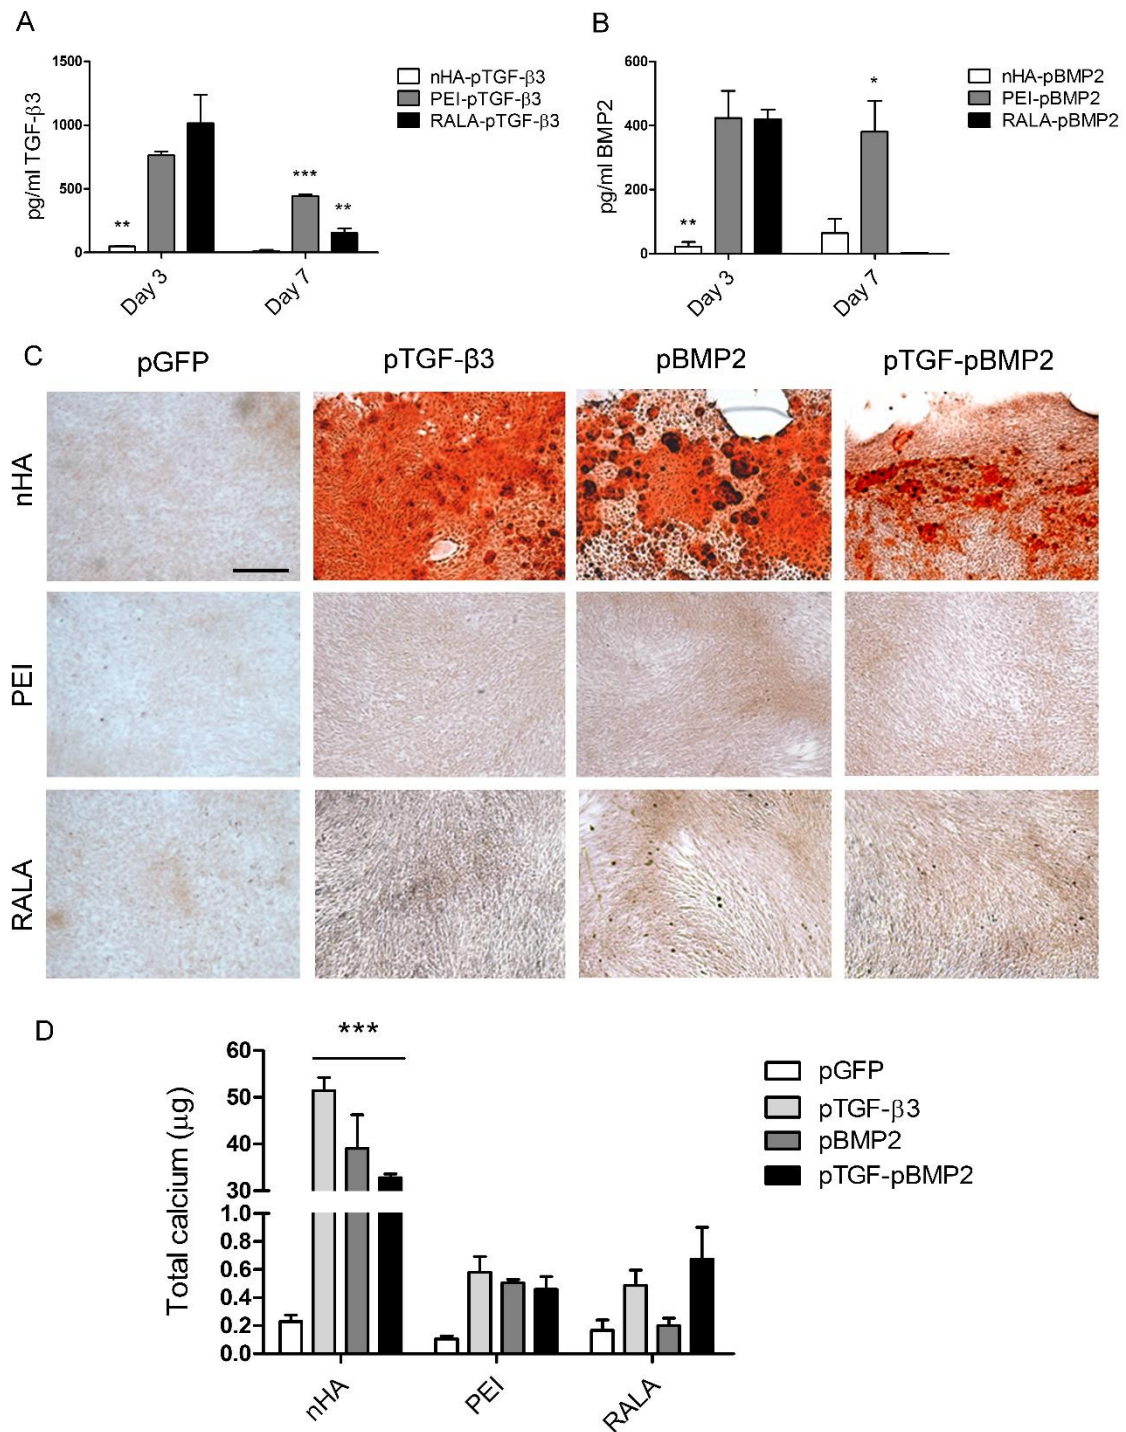 A
B
1500
1000
500
0
pg/ml TGF-β3
**
***
**
Day 3
Day 7
nHA-pTGF-β3
PEI-pTGF-β3
RALA-pTGF-β3
600
400
200
0
pg/ml BMP2
**
*
Day 3
Day 7
nHA-pBMP2
PEI-pBMP2
RALA-pBMP2
C
pGFP
pTGF-β3
pBMP2
pTGF-pBMP2
nHA
PEI
RALA
D
***
60
50
40
30
1.0
0.8
0.6
0.4
0.2
0.0
Total calcium (µg)
nHA
PEI
RALA
pGFP
pTGF-β3
pBMP2
pTGF-pBMP2